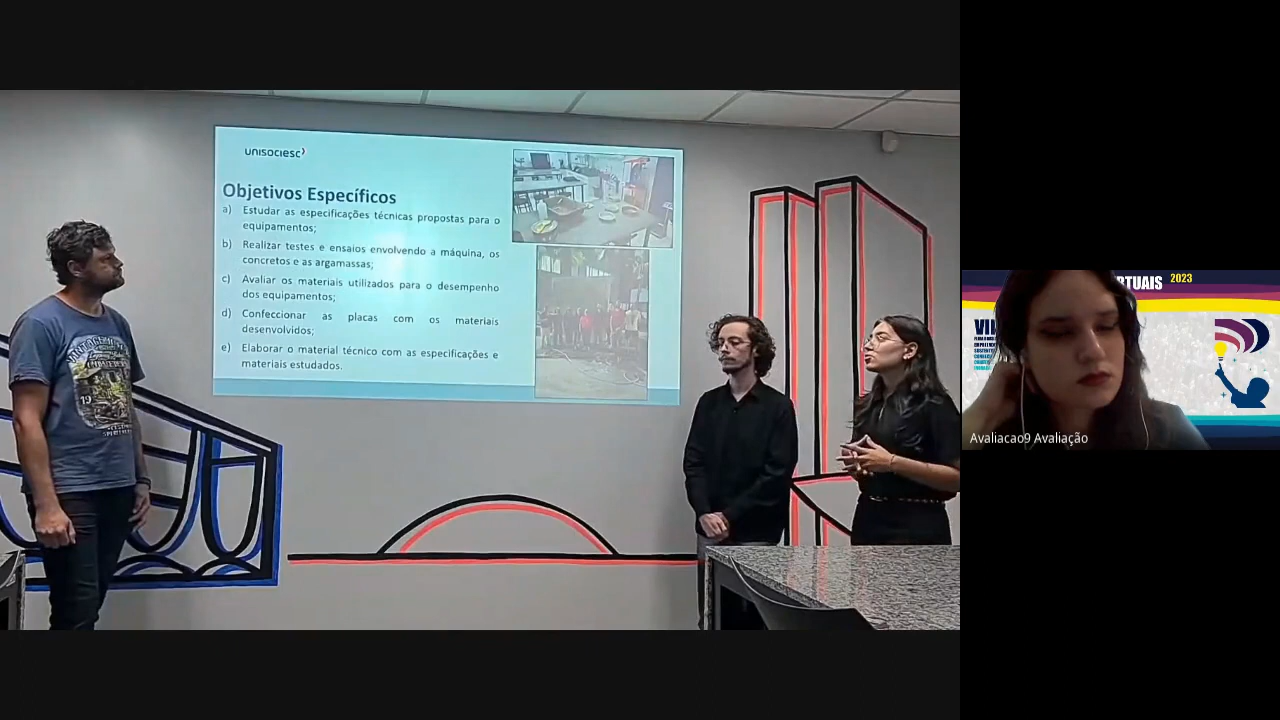 unisociesc
Objetivos Específicos
a) Estudar as especificações técnicas propostas para o
equipamentos;
b) Realizar testes e ensaios envolvendo a máquina, os
concretos e as argamassas;
c) Avaliar os materiais utilizados para o desempenho
dos equipamentos;
d) Confeccionar as placas com os materiais
desenvolvidos;
e) Elaborar o material técnico com as especificações e
materiais estudados.
19
RTUAIS 2023
VI
Avaliacao9 Avaliação